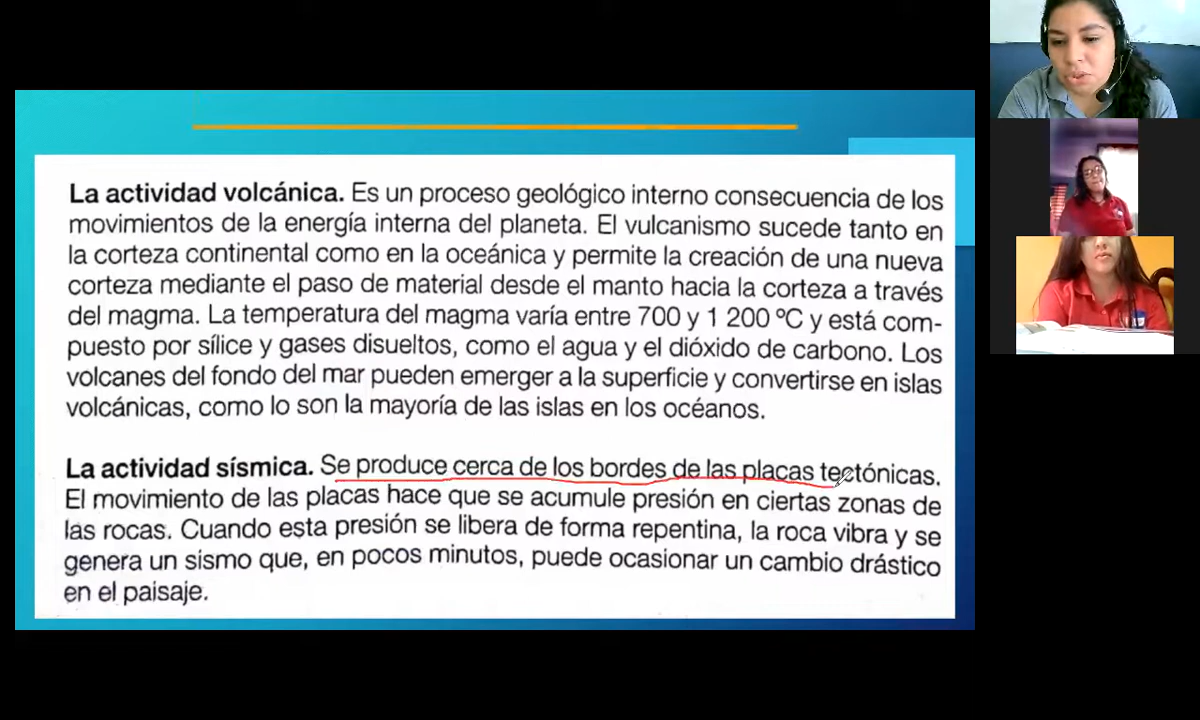 La actividad volcánica. Es un proceso geológico interno consecuencia de los
movimientos de la energía interna del planeta. El vulcanismo sucede tanto en
la corteza continental como en la oceánica y permite la creación de una nueva
corteza mediante el paso de material desde el manto hacia la corteza a través
del magma. La temperatura del magma varía entre 700 y 1 200 ºC y está com-
puesto por sílice y gases disueltos, como el agua y el dióxido de carbono. Los
volcanes del fondo del mar pueden emerger a la superficie y convertirse en islas
volcánicas, como lo son la mayoría de las islas en los océanos.
La actividad sísmica. Se produce cerca de los bordes de las placas tectónicas.
El movimiento de las placas hace que se acumule presión en ciertas zonas de
las rocas. Cuando esta presión se libera de forma repentina, la roca vibra y se
genera un sismo que, en pocos minutos, puede ocasionar un cambio drástico
en el paisaje.